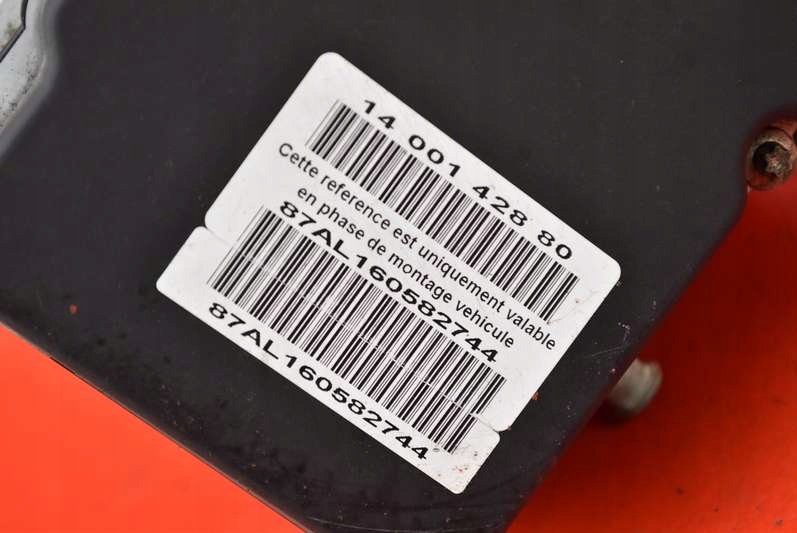 14 001 428 80
Cette reference est uniquement valable
en phase de montage vehicule
87AL160582744
87AL160582744